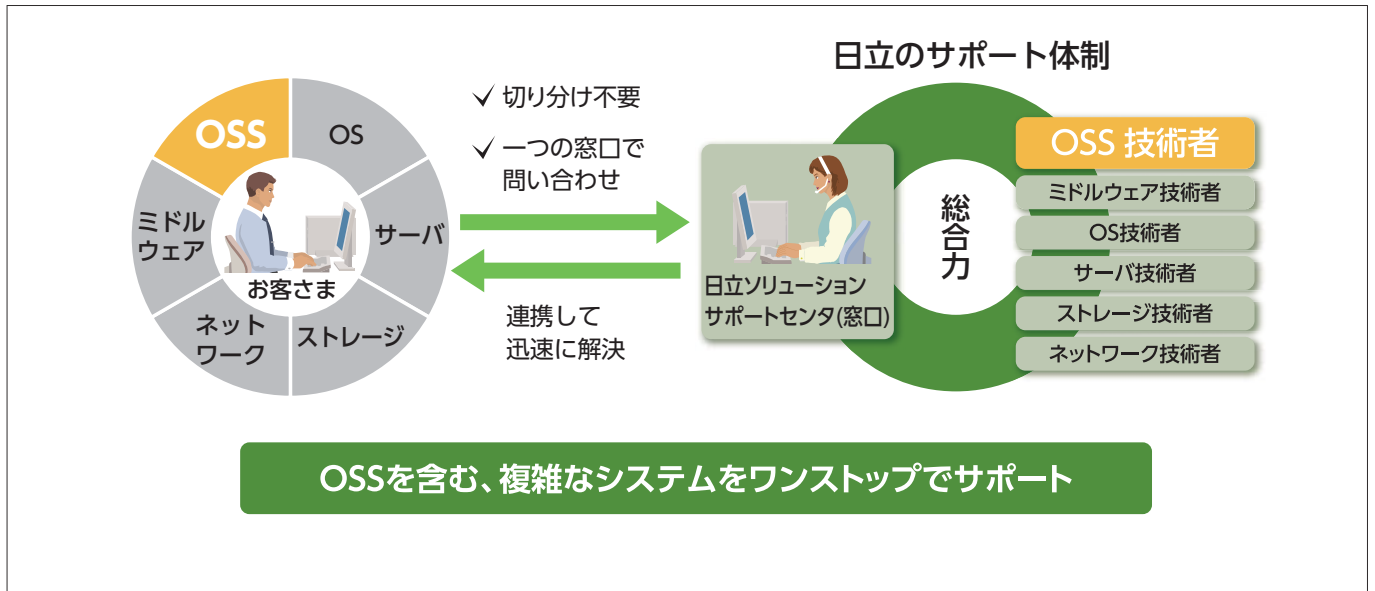 日立のサポート体制
OSS
OS
サーバ
ストレージ
ネット
ワーク
ミドル
ウェア
お客さま
✓ 切り分け不要
✓ 一つの窓口で
問い合わせ
連携して
迅速に解決
日立ソリューション
サポートセンタ(窓口)
総合力
OSS 技術者
ミドルウェア技術者
OS技術者
サーバ技術者
ストレージ技術者
ネットワーク技術者
OSSを含む、複雑なシステムをワンストップでサポート